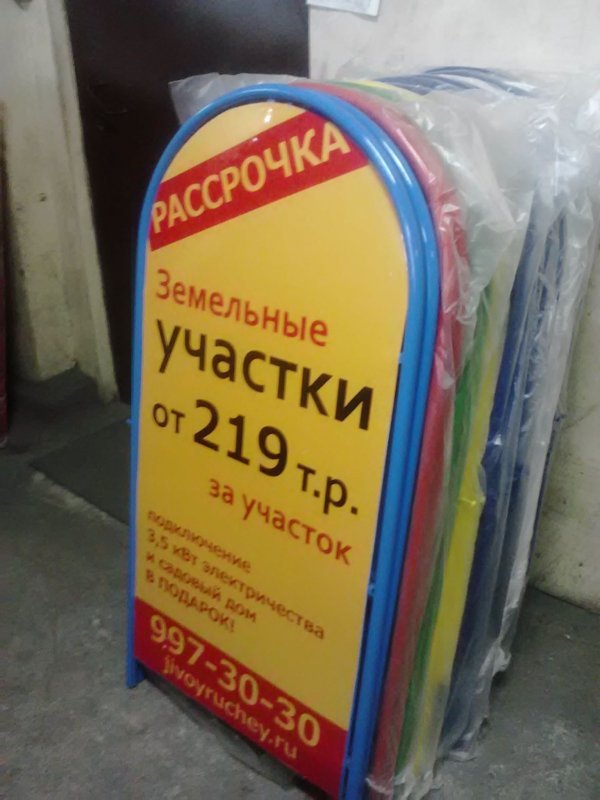 РАССРОЧКА
Земельные
участки
от 219 т.р.
за участок
подключение
3,5 кВт электричества
и садовый дом
в ПОДАРОК!
997-30-30
jivoyruchey.ru